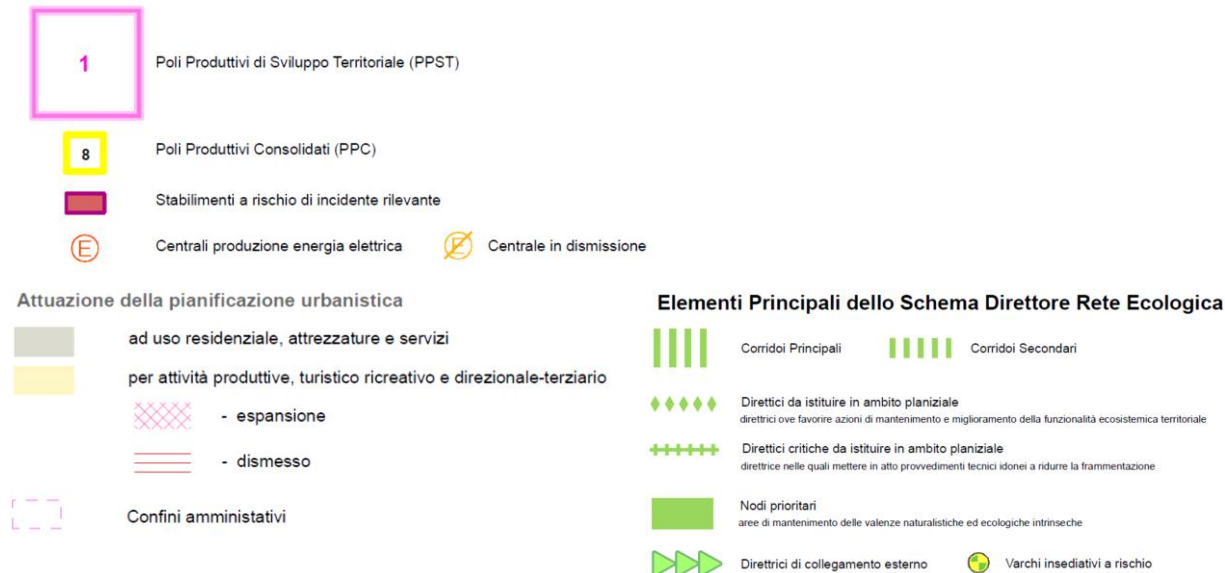 1
Poli Produttivi di Sviluppo Territoriale (PPST)
8
Poli Produttivi Consolidati (PPC)
Stabilimenti a rischio di incidente rilevante
E
Centrali produzione energia elettrica
E
Centrale in dismissione
Attuazione della pianificazione urbanistica
ad uso residenziale, attrezzature e servizi
per attività produttive, turistico ricreativo e direzionale-terziario
- espansione
- dismesso
Confini amministativi
Elementi Principali dello Schema Direttore Rete Ecologica
Corridoi Principali
Corridoi Secondari
Direttici da istituire in ambito planiziale
direttrici ove favorire azioni di mantenimento e miglioramento della funzionalità ecosistemica territoriale
Direttici critiche da istituire in ambito planiziale
direttrice nelle quali mettere in atto provvedimenti tecnici idonei a ridurre la frammentazione
Nodi prioritari
aree di mantenimento delle valenze naturalistiche ed ecologiche intrinseche
Direttrici di collegamento esterno
Varchi insediativi a rischio